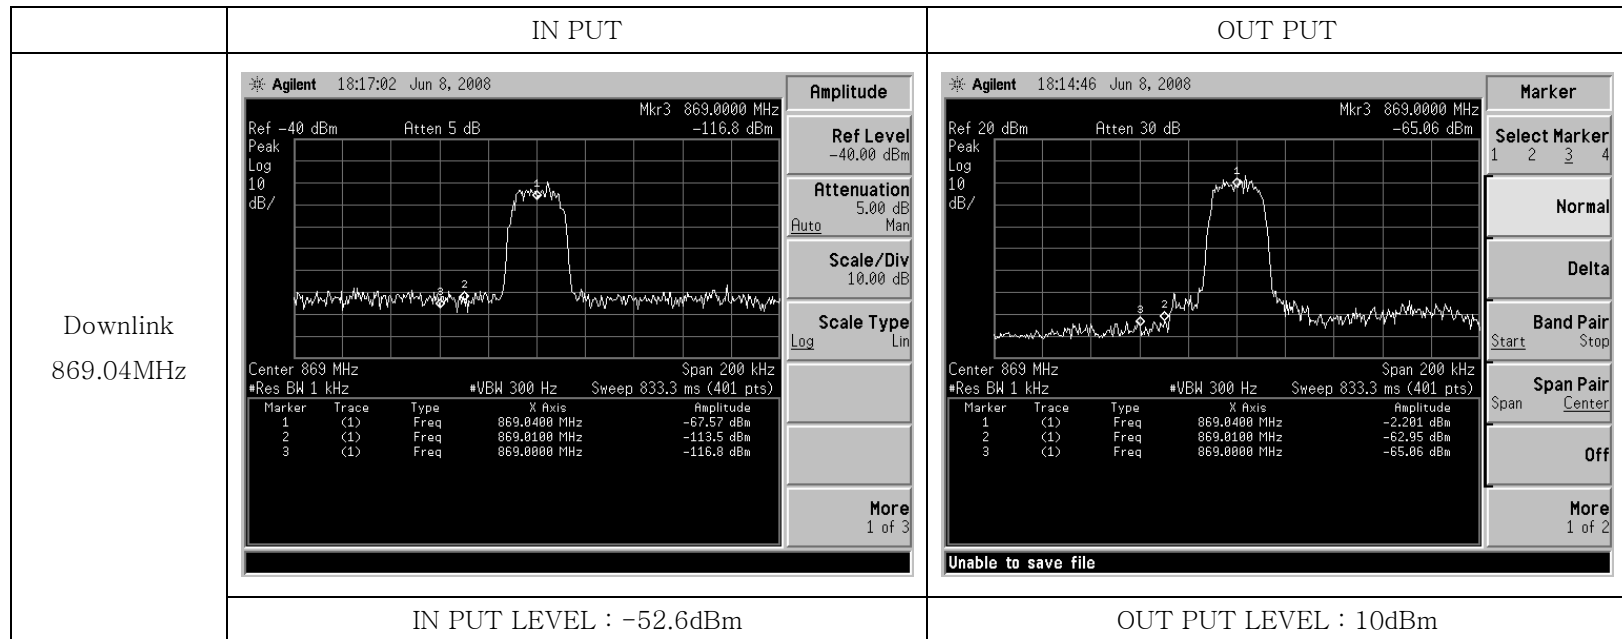 IN PUT
OUT PUT
Downlink
869.04MHz
Agilent 18:17:02 Jun 8, 2008
Mkr3 869.0000 MHz
Ref -40 dBm Atten 5 dB -116.8 dBm
Peak
Log
10
dB/
1
2
3
Center 869 MHz Span 200 kHz
#Res BW 1 kHz #VBW 300 Hz Sweep 833.3 ms (401 pts)
Marker Trace Type X Axis Amplitude
1 (1) Freq 869.0400 MHz -67.57 dBm
2 (1) Freq 869.0100 MHz -113.5 dBm
3 (1) Freq 869.0000 MHz -116.8 dBm
Amplitude
Ref Level
-40.00 dBm
Attenuation
5.00 dB
Auto Man
Scale/Div
10.00 dB
Scale Type
Log Lin
More
1 of 3
Agilent 18:14:46 Jun 8, 2008
Mkr3 869.0000 MHz
Ref 20 dBm Atten 30 dB -65.06 dBm
Peak
Log
10
dB/
1
2
3
Center 869 MHz Span 200 kHz
#Res BW 1 kHz #VBW 300 Hz Sweep 833.3 ms (401 pts)
Marker Trace Type X Axis Amplitude
1 (1) Freq 869.0400 MHz -2.201 dBm
2 (1) Freq 869.0100 MHz -62.95 dBm
3 (1) Freq 869.0000 MHz -65.06 dBm
Unable to save file
Marker
Select Marker
1 2 3 4
Normal
Delta
Band Pair
Start Stop
Span Pair
Span Center
Off
More
1 of 2
IN PUT LEVEL : -52.6dBm
OUT PUT LEVEL : 10dBm